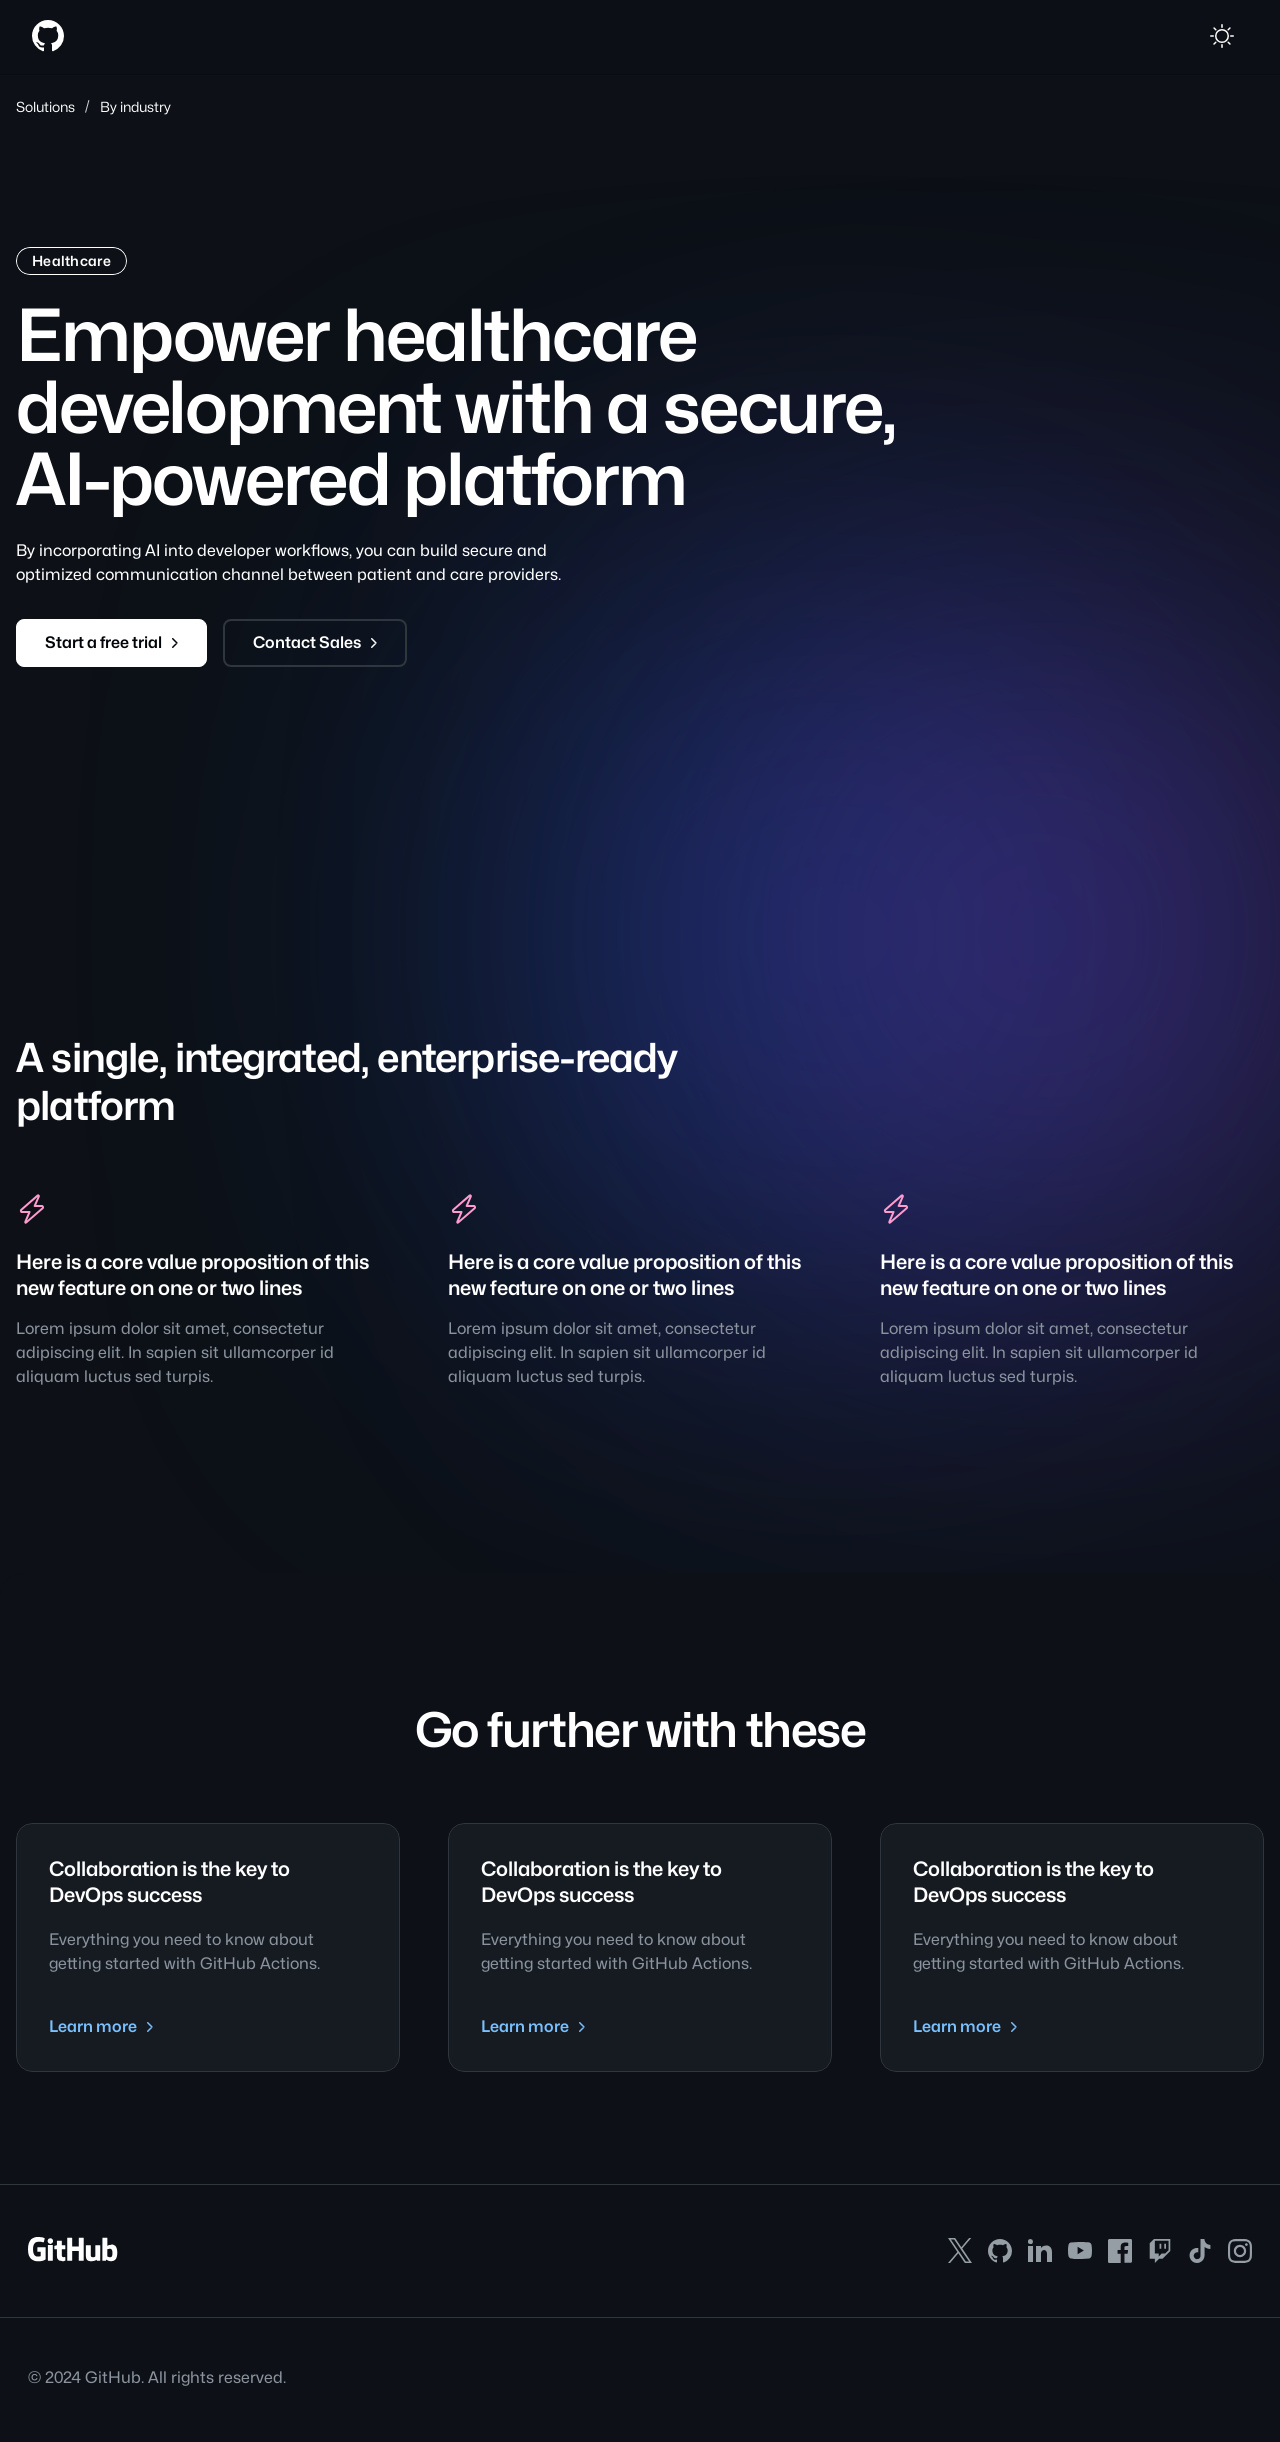 Solutions / By industry
Healthcare
Empower healthcare
development with a secure,
AI-powered platform
By incorporating AI into developer workflows, you can build secure and
optimized communication channel between patient and care providers.
Start a free trial
Contact Sales
A single, integrated, enterprise-ready
platform
Here is a core value proposition of this
new feature on one or two lines
Lorem ipsum dolor sit amet, consectetur
adipiscing elit. In sapien sit ullamcorper id
aliquam luctus sed turpis.
Here is a core value proposition of this
new feature on one or two lines
Lorem ipsum dolor sit amet, consectetur
adipiscing elit. In sapien sit ullamcorper id
aliquam luctus sed turpis.
Here is a core value proposition of this
new feature on one or two lines
Lorem ipsum dolor sit amet, consectetur
adipiscing elit. In sapien sit ullamcorper id
aliquam luctus sed turpis.
Go further with these
Collaboration is the key to
DevOps success
Everything you need to know about
getting started with GitHub Actions.
Learn more
Collaboration is the key to
DevOps success
Everything you need to know about
getting started with GitHub Actions.
Learn more
Collaboration is the key to
DevOps success
Everything you need to know about
getting started with GitHub Actions.
Learn more
GitHub
© 2024 GitHub. All rights reserved.